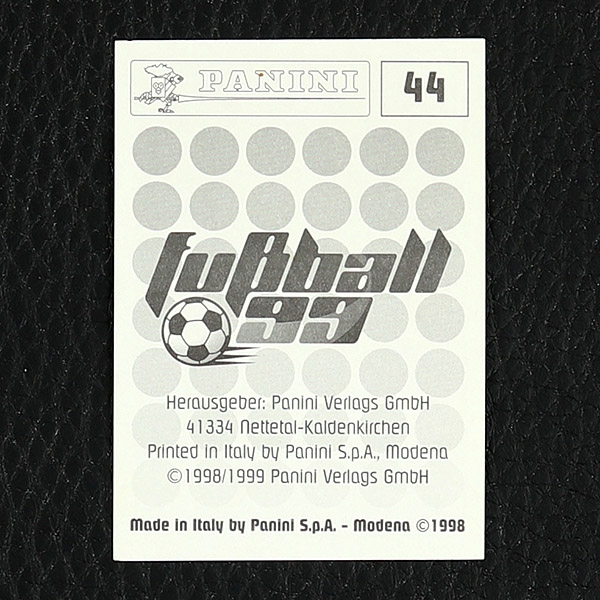 PANINI
44
fußball
99
Herausgeber: Panini Verlags GmbH
41334 Nettetal-Kaldenkirchen
Printed in Italy by Panini S.p.A., Modena
©1998/1999 Panini Verlags GmbH
Made in Italy by Panini S.p.A. - Modena ©1998